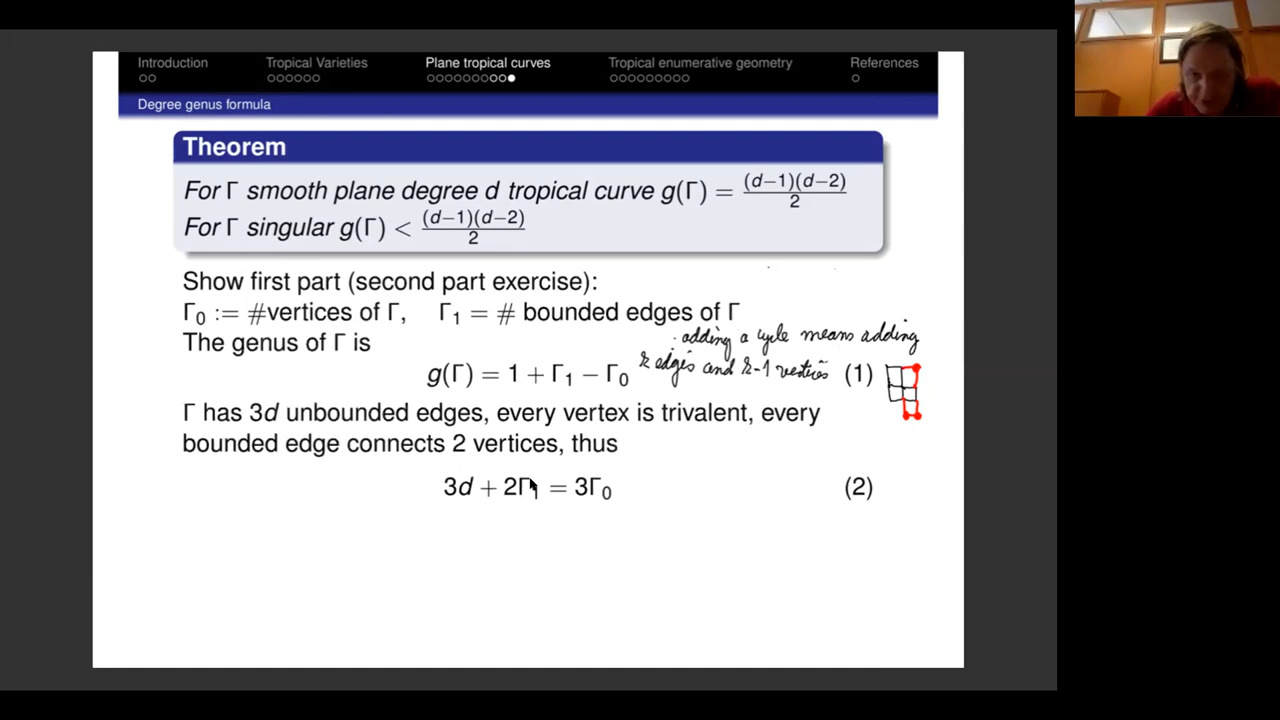 Introduction Tropical Varieties Plane tropical curves Tropical enumerative geometry References
Degree genus formula
Theorem
For Γ smooth plane degree d tropical curve g(Γ) = (d−1)(d−2)/2
For Γ singular g(Γ) < (d−1)(d−2)/2
Show first part (second part exercise):
Γ₀ := #vertices of Γ, Γ₁ = # bounded edges of Γ
The genus of Γ is
adding a cycle means adding
k edges and k-1 vertices
g(Γ) = 1 + Γ₁ − Γ₀ (1)
Γ has 3d unbounded edges, every vertex is trivalent, every
bounded edge connects 2 vertices, thus
3d + 2Γ₁ = 3Γ₀ (2)